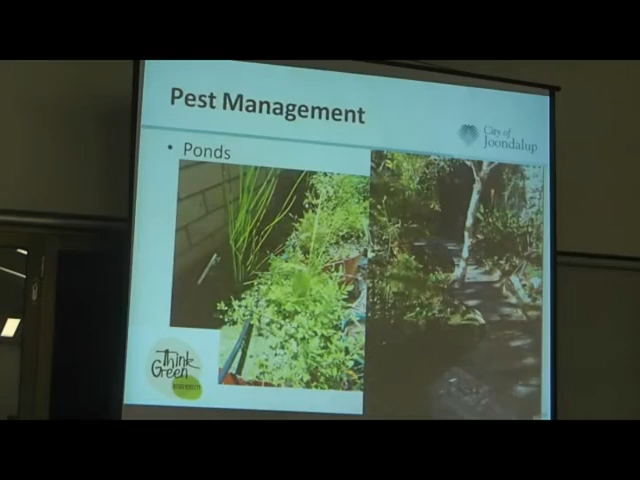 Pest Management
City of
Joondalup
• Ponds
Think
Green